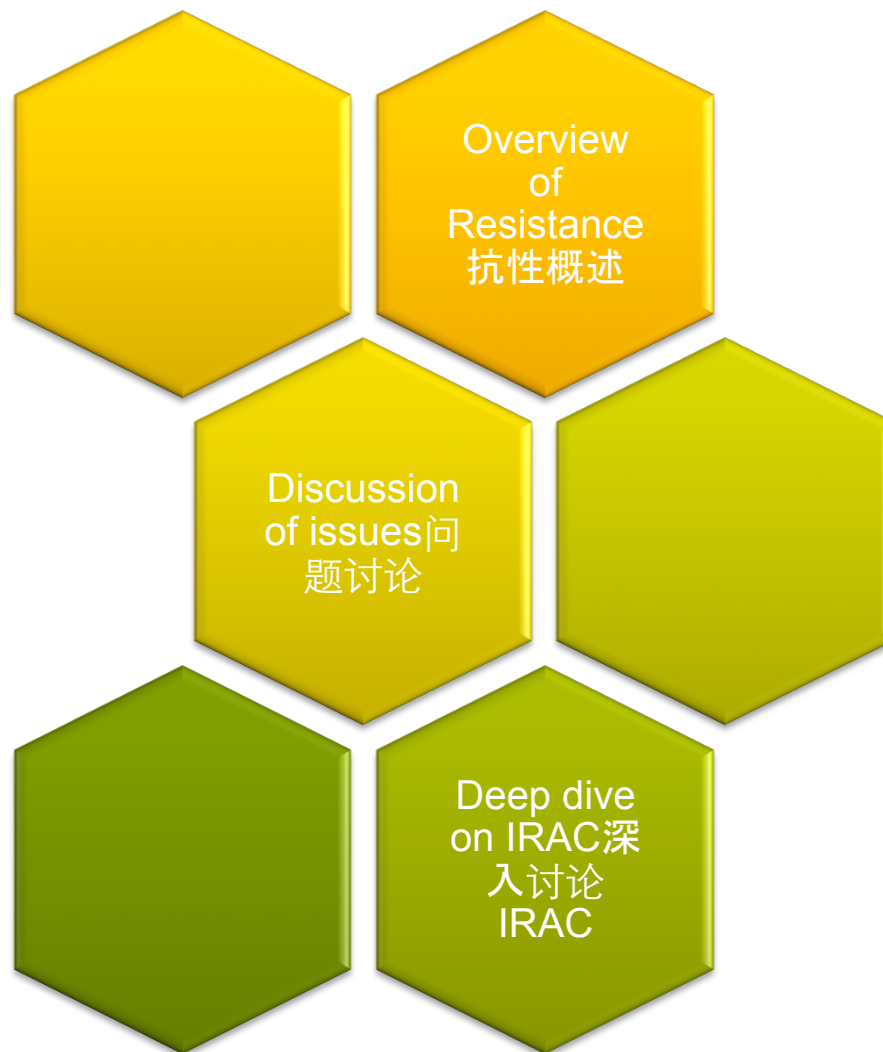 Overview
of
Resistance
抗性概述
Discussion
of issues问
题讨论
Deep dive
on IRAC深
入讨论
IRAC